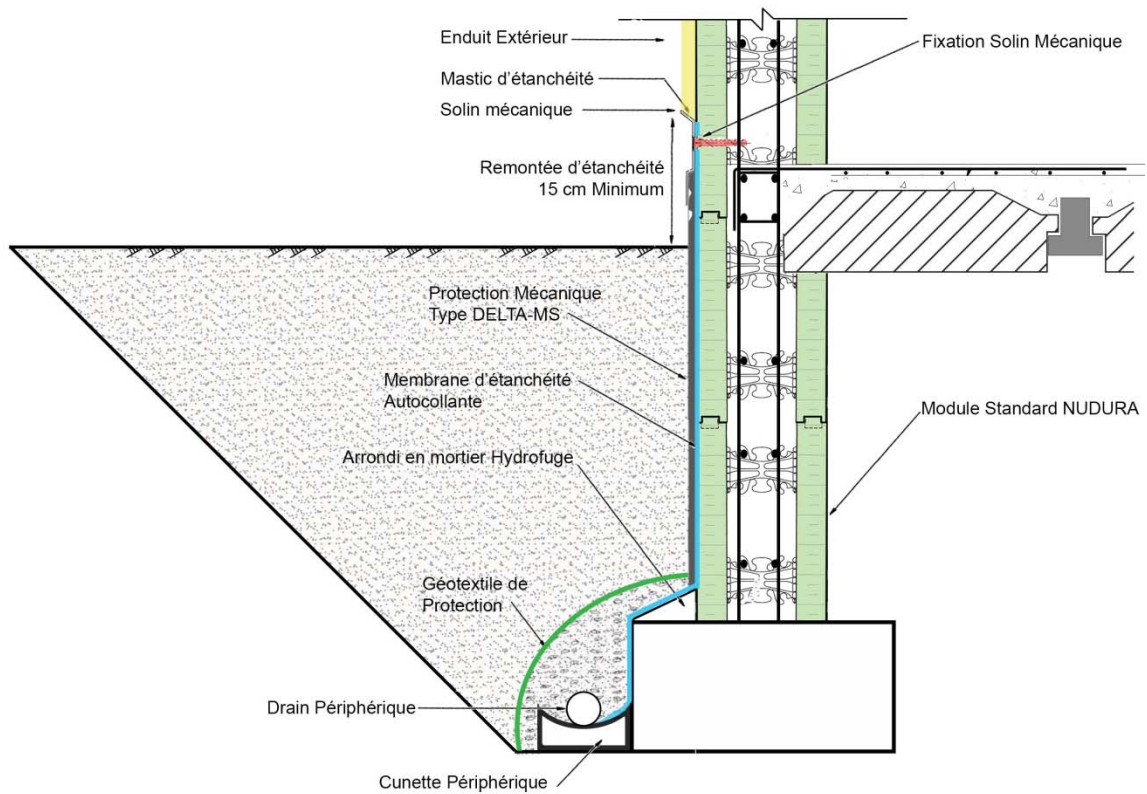 Enduit Extérieur
Fixation Solin Mécanique
Mastic d'étanchéité
Solin mécanique
Remontée d'étanchéité
15 cm Minimum
Protection Mécanique
Type DELTA-MS
Membrane d'étanchéité
Autocollante
Module Standard NUDURA
Arrondi en mortier Hydrofuge
Géotextile de
Protection
Drain Périphérique
Cunette Périphérique